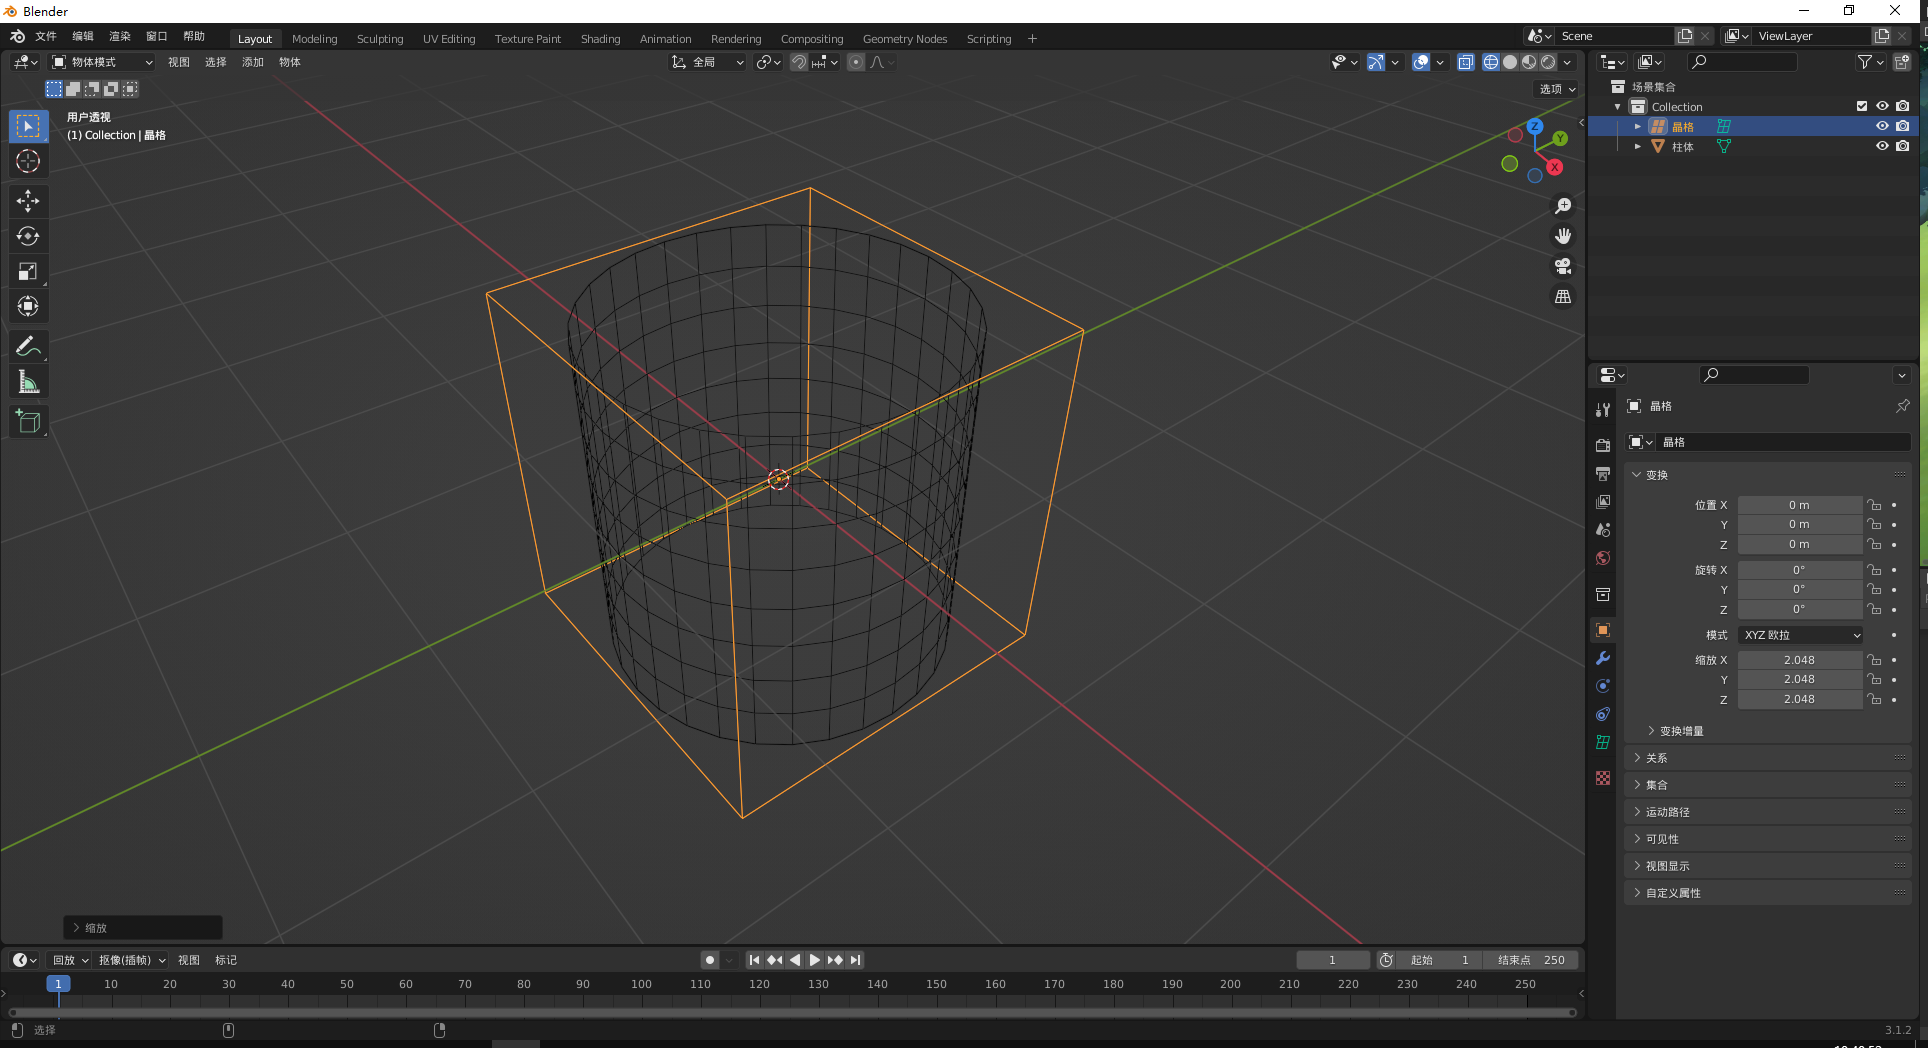 Blender
文件 编辑 渲染 窗口 帮助 Layout Modeling Sculpting UV Editing Texture Paint Shading Animation Rendering Compositing Geometry Nodes Scripting + Scene ViewLayer
物体模式 视图 选择 添加 物体 全局
选项
用户透视
(1) Collection | 晶格
Z
Y
X
缩放
场景集合
Collection
晶格
柱体
晶格
晶格
变换
位置 X 0 m
Y 0 m
Z 0 m
旋转 X 0°
Y 0°
Z 0°
模式 XYZ 欧拉
缩放 X 2.048
Y 2.048
Z 2.048
变换增量
关系
集合
运动路径
可见性
视图显示
自定义属性
回放 抠像(插帧) 视图 标记 1 起始 1 结束点 250
1 10 20 30 40 50 60 70 80 90 100 110 120 130 140 150 160 170 180 190 200 210 220 230 240 250
选择 3.1.2